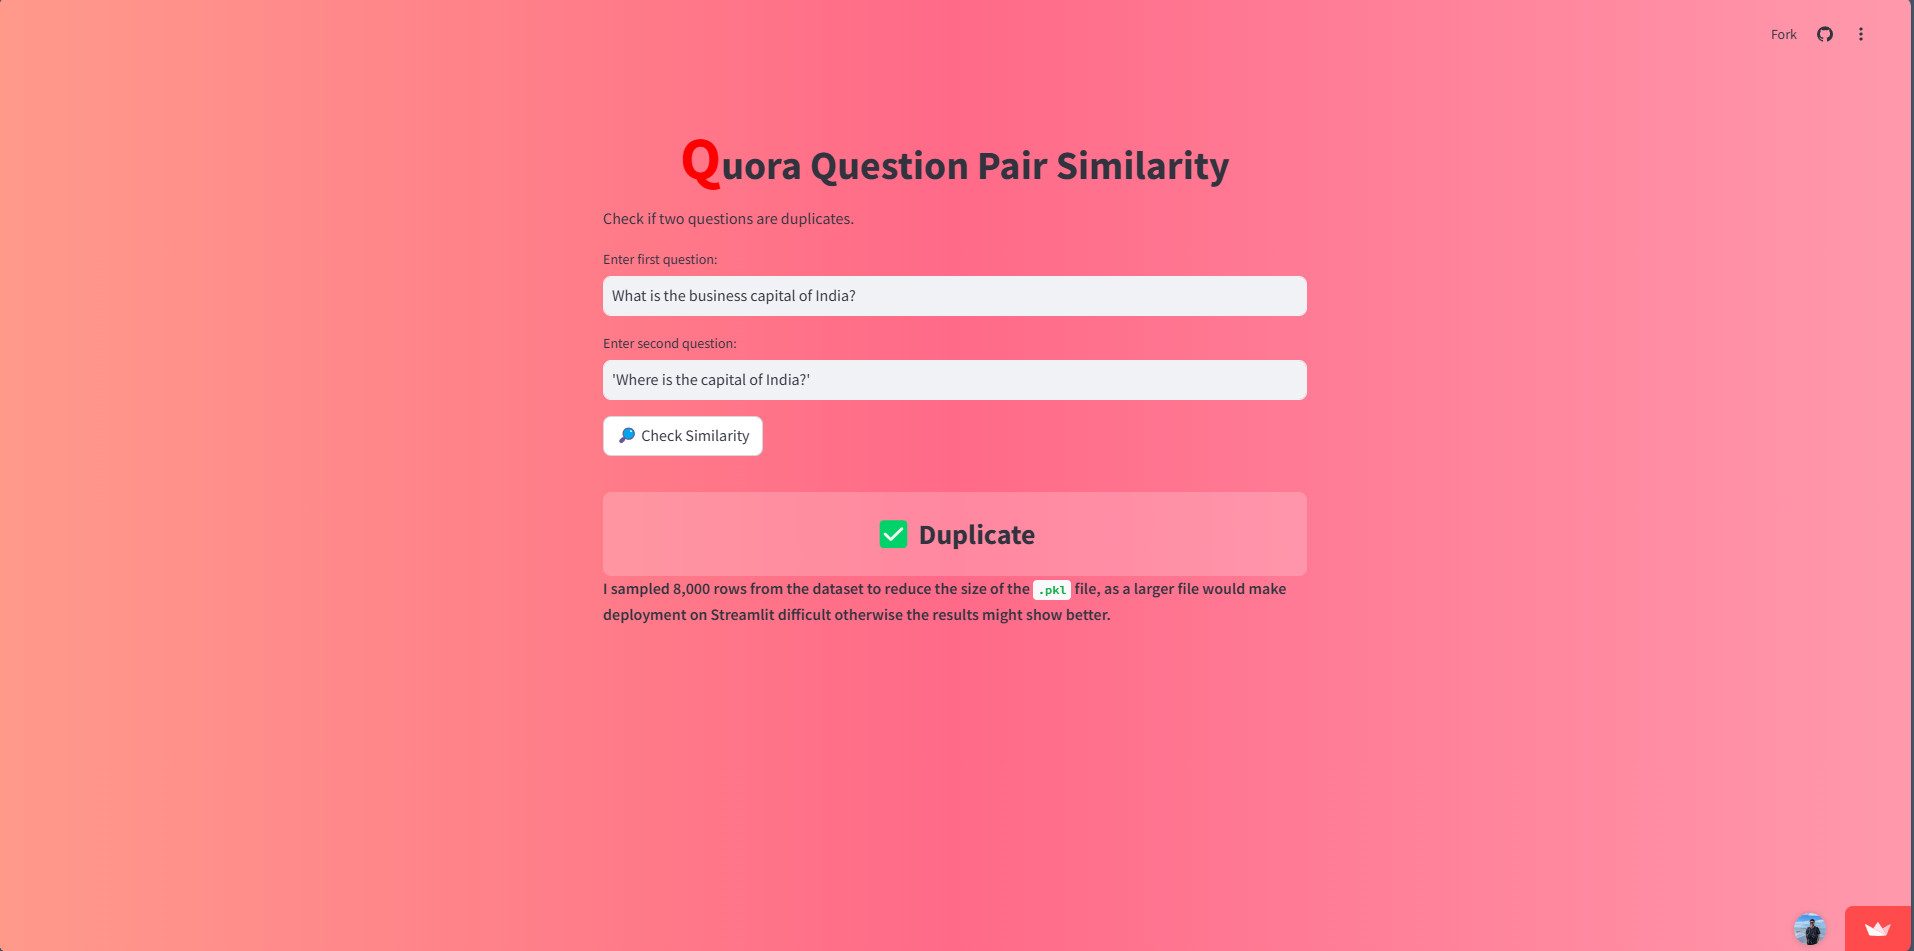 Fork
Quora Question Pair Similarity
Check if two questions are duplicates.
Enter first question:
What is the business capital of India?
Enter second question:
'Where is the capital of India?'
Check Similarity
Duplicate
I sampled 8,000 rows from the dataset to reduce the size of the .pkl file, as a larger file would make
deployment on Streamlit difficult otherwise the results might show better.